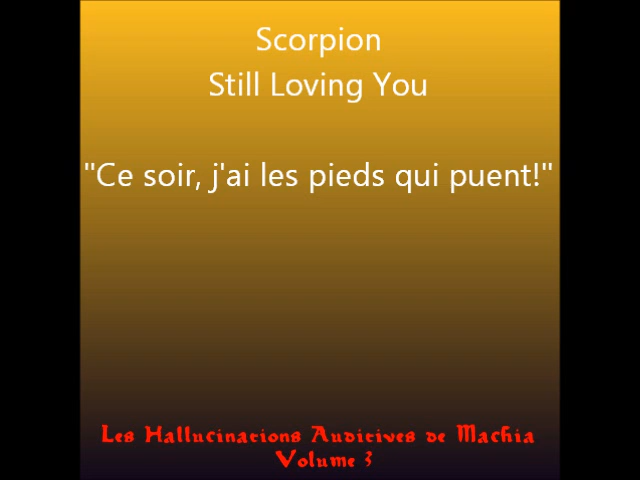 Scorpion
Still Loving You
"Ce soir, j'ai les pieds qui puent!"
Les Hallucinations Auditives de Machia
Volume 3